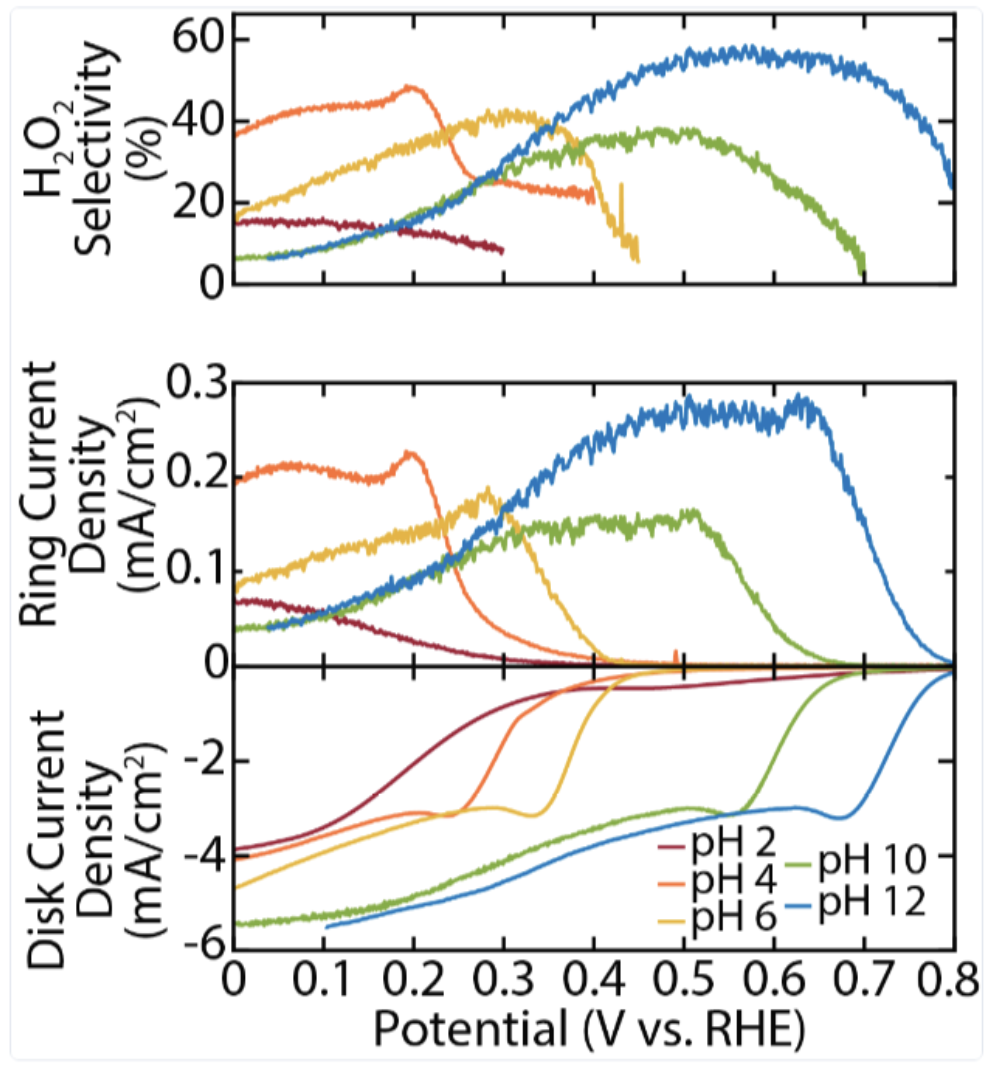 H₂O₂
Selectivity
(%)
60
40
20
0
Ring Current
Density
(mA/cm²)
0.3
0.2
0.1
0
Disk Current
Density
(mA/cm²)
-2
-4
-6
pH 2
pH 4
pH 6
pH 10
pH 12
0 0.1 0.2 0.3 0.4 0.5 0.6 0.7 0.8
Potential (V vs. RHE)